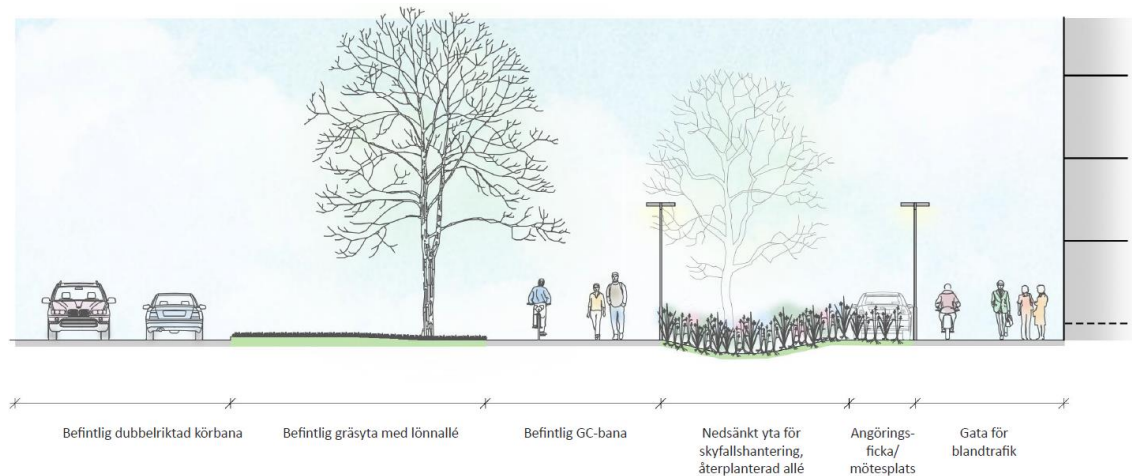 Befintlig dubbelriktad körbana
Befintlig gräsyta med lönnallé
Befintlig GC-bana
Nedsänkt yta för
skyfallshantering,
återplanterad allé
Angörings-
ficka/
mötesplats
Gata för
blandtrafik